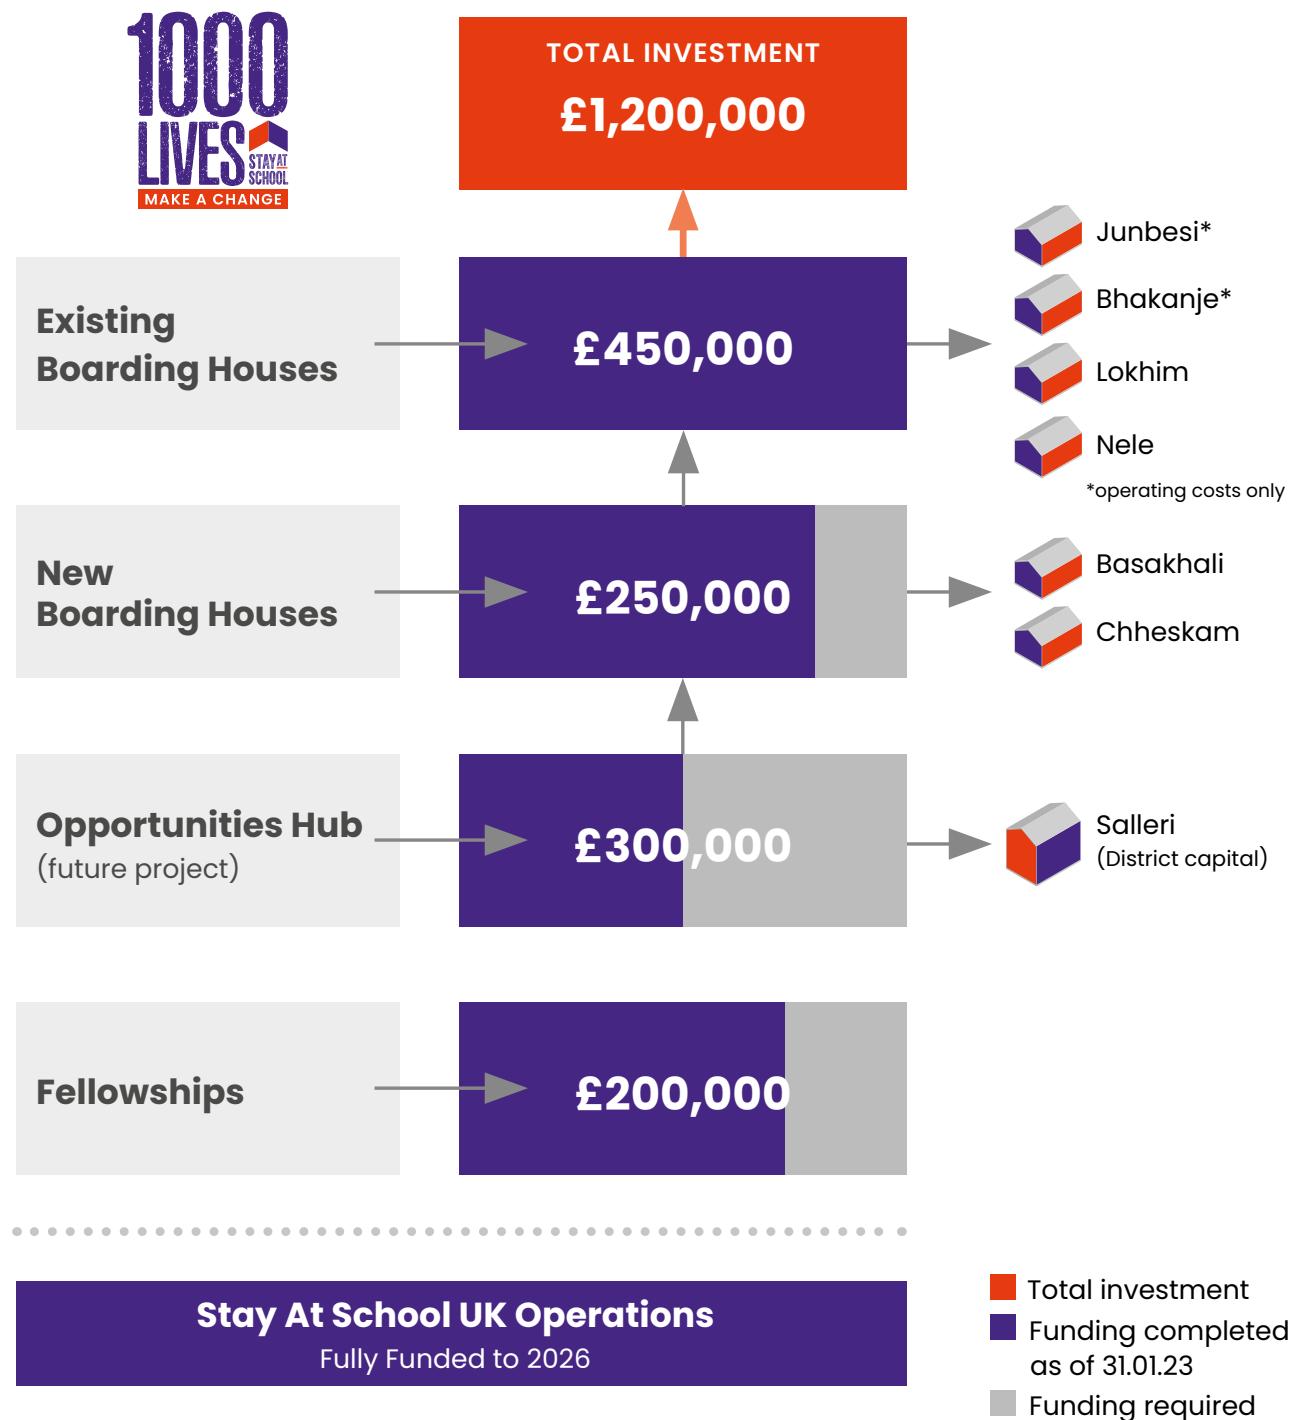 1000
LIVES
STAY AT
SCHOOL
MAKE A CHANGE
TOTAL INVESTMENT
£1,200,000
Existing
Boarding Houses
£450,000
Junbesi*
Bhakanje*
Lokhim
Nele
*operating costs only
New
Boarding Houses
£250,000
Basakhali
Chheskam
Opportunities Hub
(future project)
£300,000
Salleri
(District capital)
Fellowships
£200,000
Stay At School UK Operations
Fully Funded to 2026
Total investment
Funding completed
as of 31.01.23
Funding required